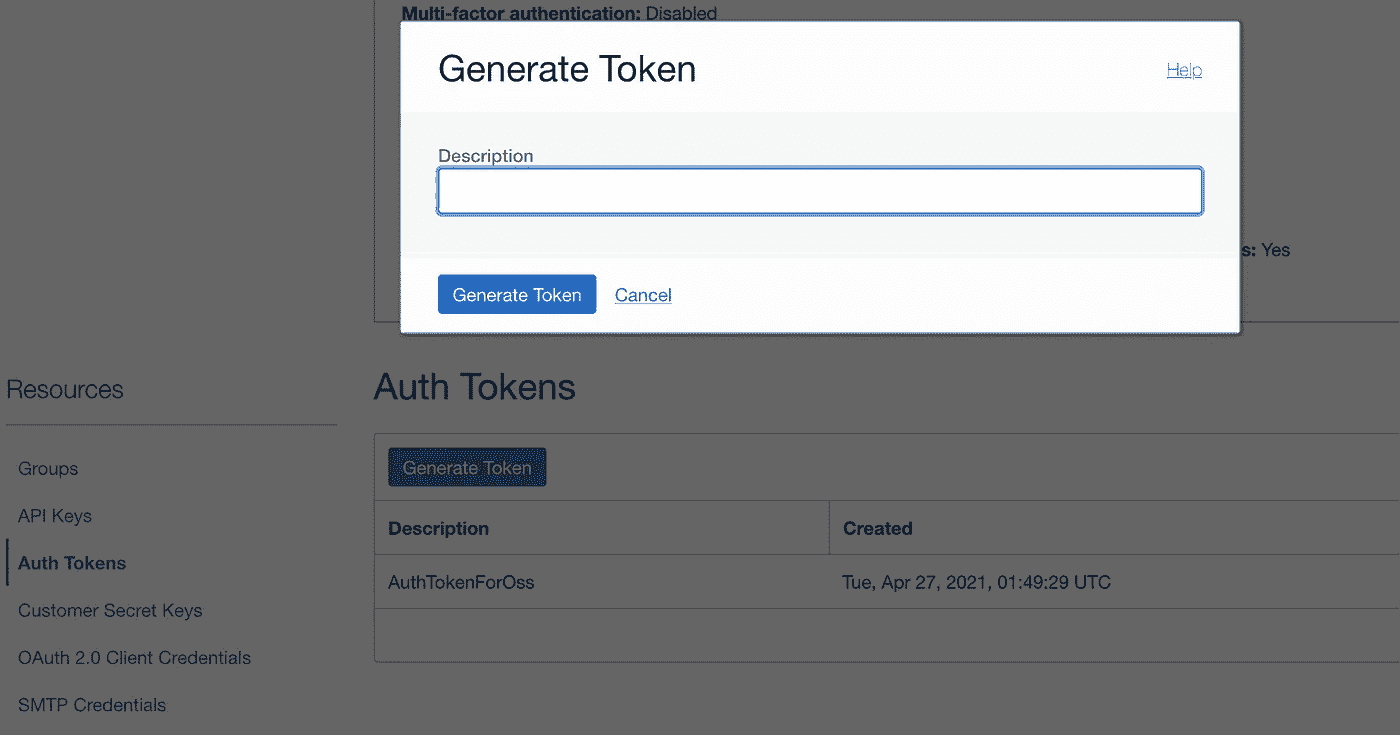 Multi-factor authentication: Disabled
Generate Token
Help
Description
s: Yes
Generate Token
Cancel
Resources
Auth Tokens
Groups
Generate Token
API Keys
Description
Created
Auth Tokens
AuthTokenForOss
Tue, Apr 27, 2021, 01:49:29 UTC
Customer Secret Keys
OAuth 2.0 Client Credentials
SMTP Credentials